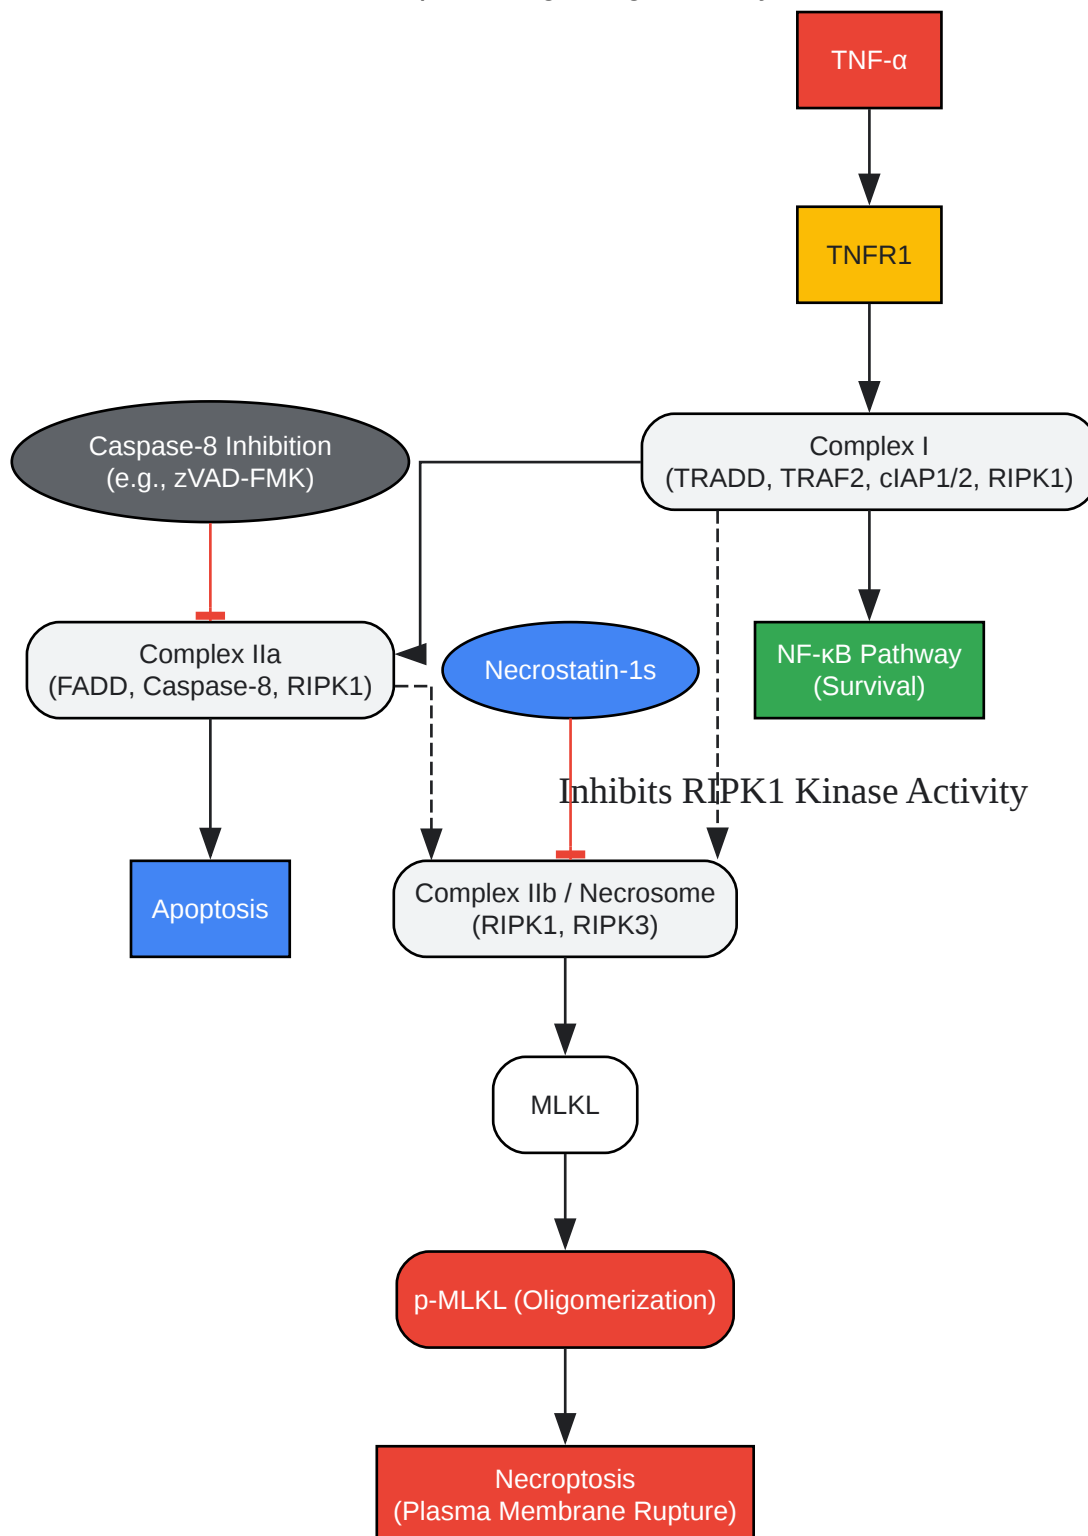 TNF-α
TNFR1
Caspase-8 Inhibition
(e.g., zVAD-FMK)
Complex I
(TRADD, TRAF2, cIAP1/2, RIPK1)
Complex IIa
(FADD, Caspase-8, RIPK1)
Necrostatin-1s
NF-κB Pathway
(Survival)
Inhibits RIPK1 Kinase Activity
Apoptosis
Complex IIb / Necrosome
(RIPK1, RIPK3)
MLKL
p-MLKL (Oligomerization)
Necroptosis
(Plasma Membrane Rupture)